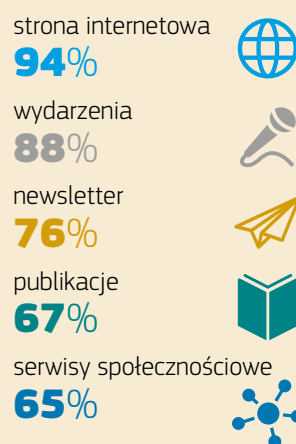 strona internetowa
94%
wydarzenia
88%
newsletter
76%
publikacje
67%
serwisy społecznościowe
65%